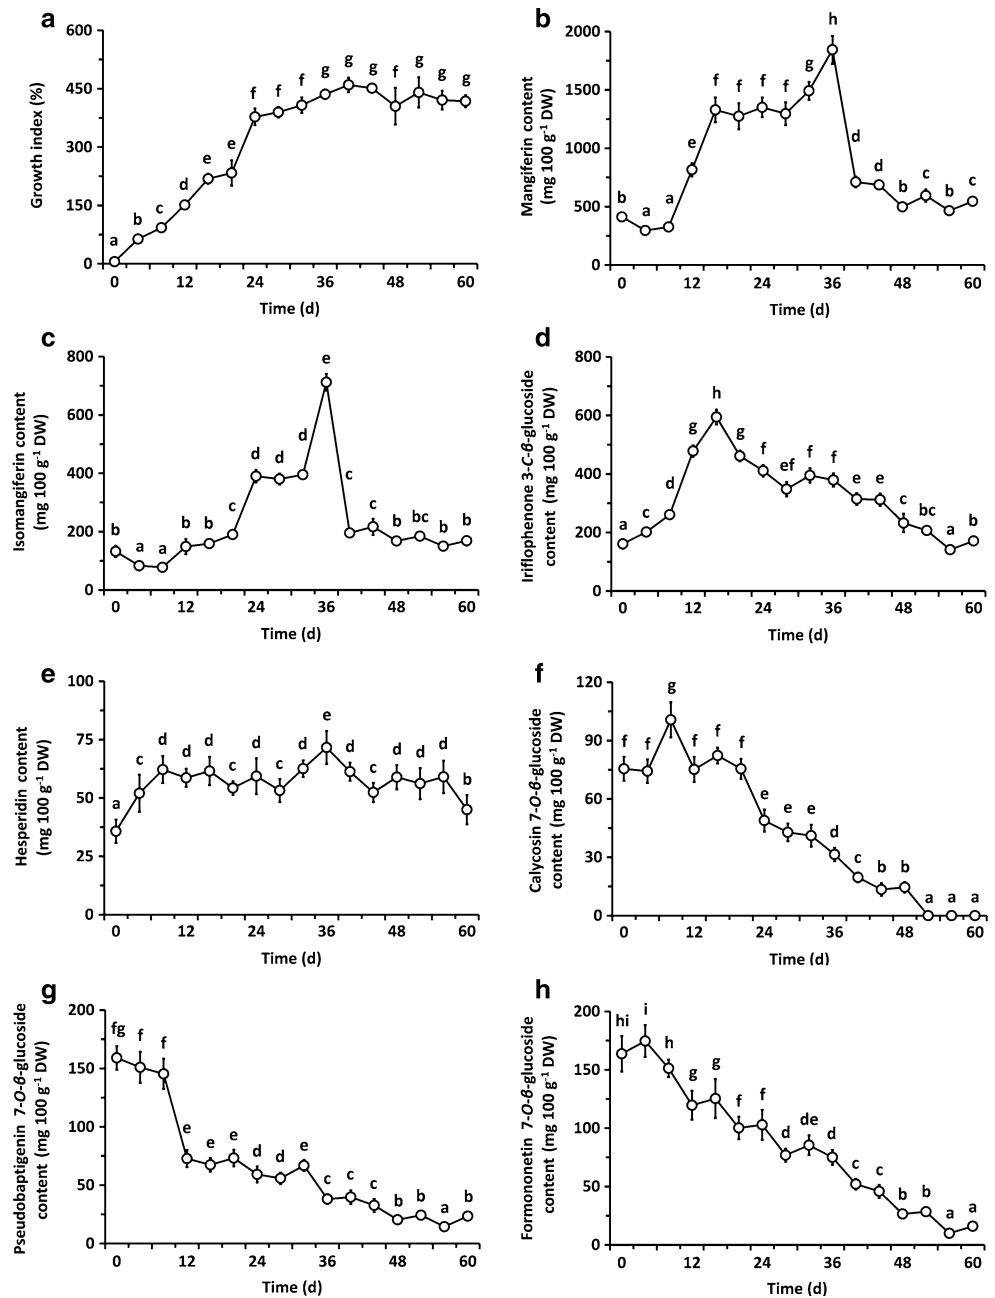 a
Growth index (%)
600
450
300
150
0
a b c d e e f f f g g g f g g g
0 12 24 36 48 60
Time (d)
b
Mangiferin content
(mg 100 g⁻¹ DW)
2000
1500
1000
500
0
b a a e f f f f g h d d b c b c
0 12 24 36 48 60
Time (d)
c
Isomangiferin content
(mg 100 g⁻¹ DW)
800
600
400
200
0
b a a b b c d d d e c c b bc b b
0 12 24 36 48 60
Time (d)
d
Iriflophenone 3-C-β-glucoside
content (mg 100 g⁻¹ DW)
800
600
400
200
0
a c d g h g f ef f f e e c bc a b
0 12 24 36 48 60
Time (d)
e
Hesperidin content
(mg 100 g⁻¹ DW)
100
75
50
25
0
a c d d d c d c d e d c d d d b
0 12 24 36 48 60
Time (d)
f
Calycosin 7-O-β-glucoside
content (mg 100 g⁻¹ DW)
120
90
60
30
0
f f g f f f e e e d c b b a a a
0 12 24 36 48 60
Time (d)
g
Pseudobaptigenin 7-O-β-glucoside
content (mg 100 g⁻¹ DW)
200
150
100
50
0
fg f f e e e d d e c c c b b a b
0 12 24 36 48 60
Time (d)
h
Formononetin 7-O-β-glucoside
content (mg 100 g⁻¹ DW)
200
150
100
50
0
hi i h g g f f d de d c c b b a a
0 12 24 36 48 60
Time (d)